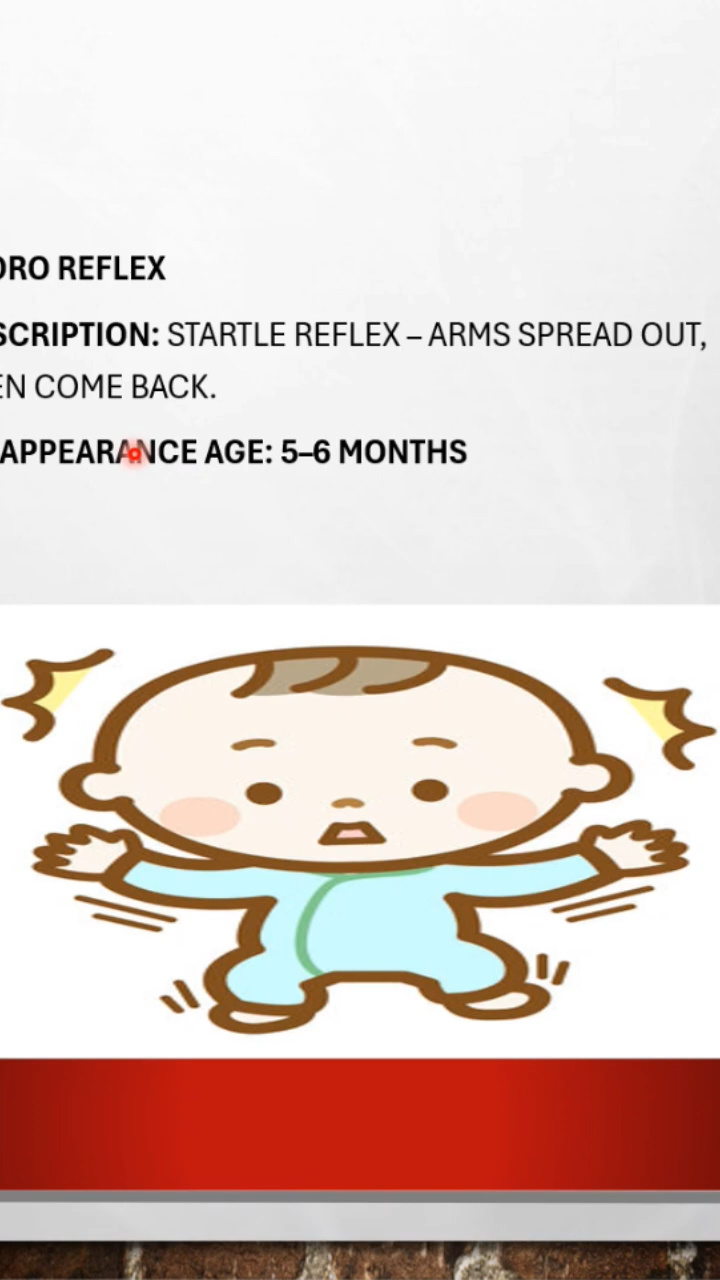 ORO REFLEX
SCRIPTION: STARTLE REFLEX – ARMS SPREAD OUT,
EN COME BACK.
APPEARANCE AGE: 5–6 MONTHS